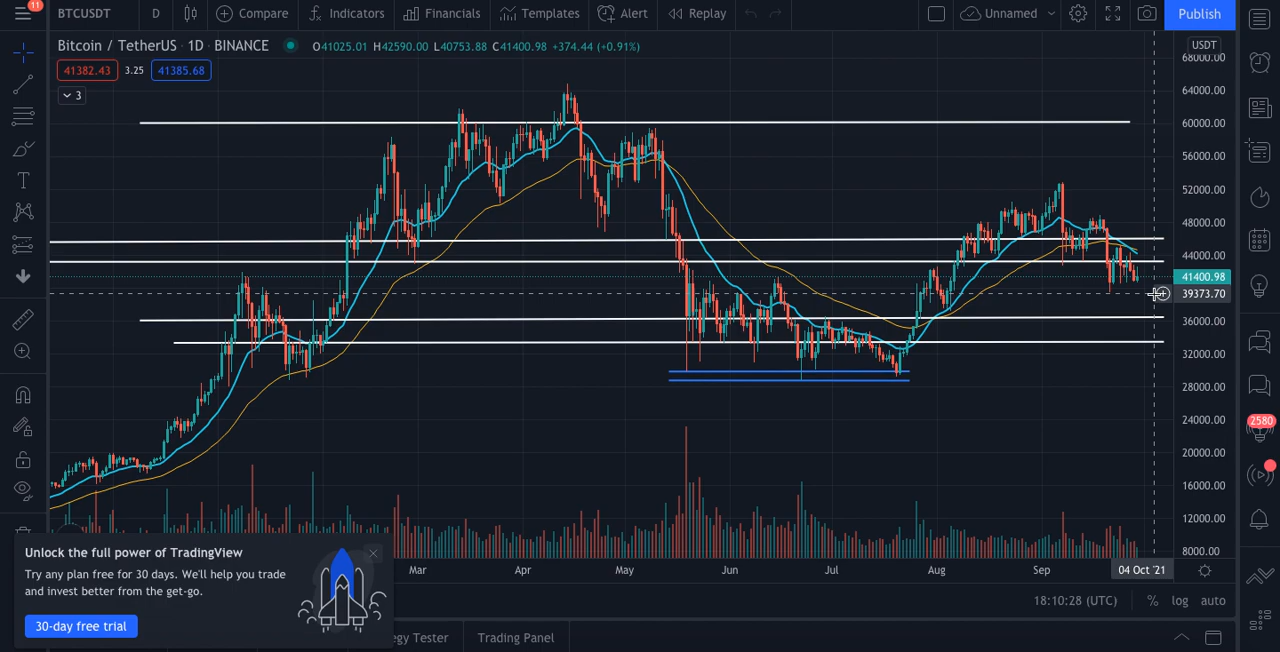 11
BTCUSDT D Compare Indicators Financials Templates Alert Replay Unnamed Publish
Bitcoin / TetherUS · 1D · BINANCE O41025.01 H42590.00 L40753.88 C41400.98 +374.44 (+0.91%)
USDT
41382.43 3.25 41385.68
3
68000.00
64000.00
60000.00
56000.00
52000.00
48000.00
44000.00
41400.98
39373.70
36000.00
32000.00
28000.00
24000.00
20000.00
16000.00
12000.00
8000.00
2580
Unlock the full power of TradingView
Try any plan free for 30 days. We'll help you trade
and invest better from the get-go.
30-day free trial
Mar Apr May Jun Jul Aug Sep 04 Oct '21
18:10:28 (UTC) % log auto
egy Tester Trading Panel